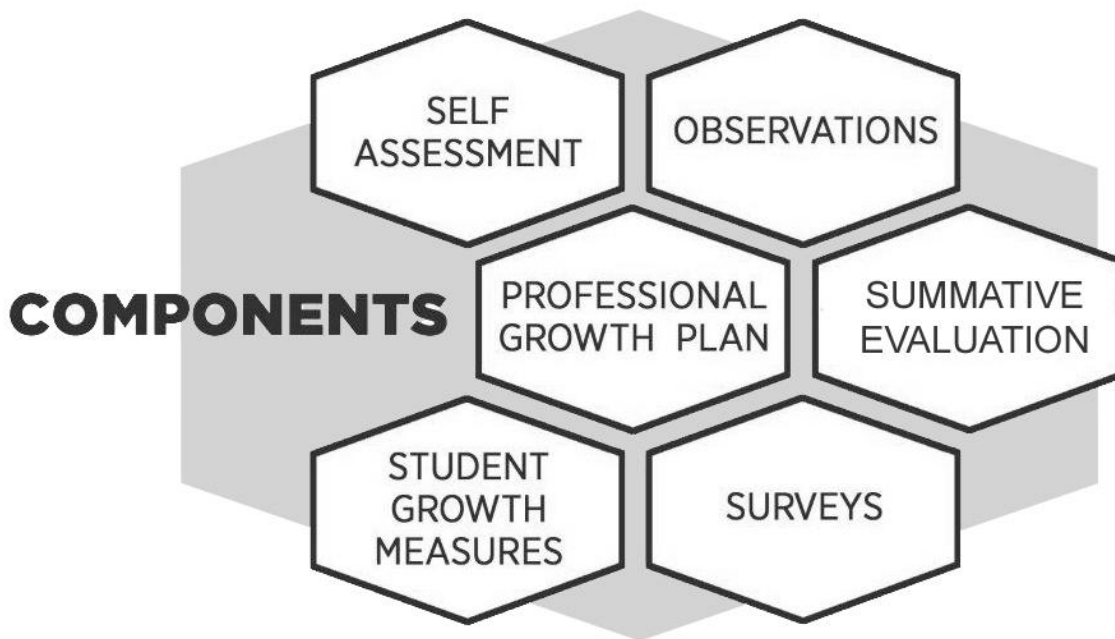 SELF
ASSESSMENT
OBSERVATIONS
COMPONENTS
PROFESSIONAL
GROWTH PLAN
SUMMATIVE
EVALUATION
STUDENT
GROWTH
MEASURES
SURVEYS